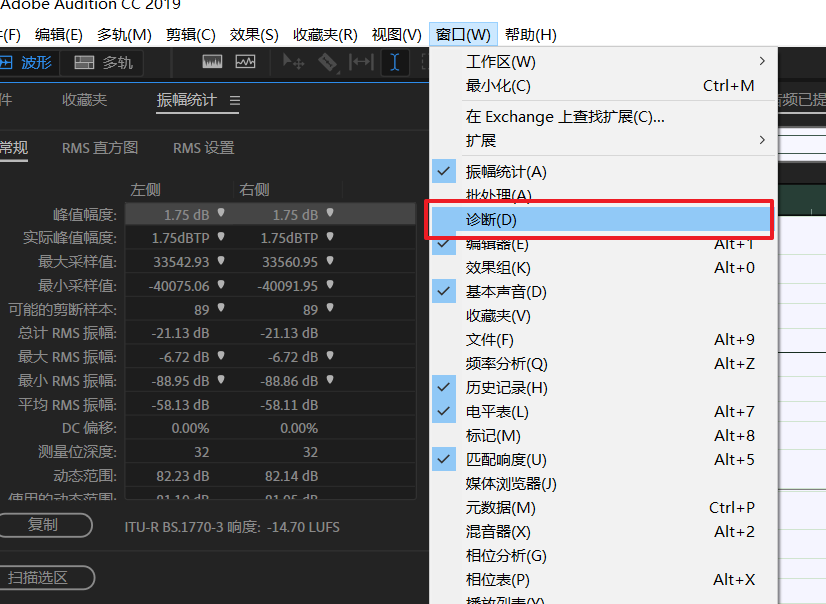 Adobe Audition CC 2019
(F) 编辑(E) 多轨(M) 剪辑(C) 效果(S) 收藏夹(R) 视图(V) 窗口(W) 帮助(H)
波形 多轨
件 收藏夹 振幅统计
常规 RMS 直方图 RMS 设置
左侧 右侧
峰值幅度: 1.75 dB 1.75 dB
实际峰值幅度: 1.75dBTP 1.75dBTP
最大采样值: 33542.93 33560.95
最小采样值: -40075.06 -40091.95
可能的剪断样本: 89 89
总计 RMS 振幅: -21.13 dB -21.13 dB
最大 RMS 振幅: -6.72 dB -6.72 dB
最小 RMS 振幅: -88.95 dB -88.86 dB
平均 RMS 振幅: -58.13 dB -58.11 dB
DC 偏移: 0.00% 0.00%
测量位深度: 32 32
动态范围: 82.23 dB 82.14 dB
使用的动态范围: 81.10 dB 81.05 dB
复制 ITU-R BS.1770-3 响度: -14.70 LUFS
扫描选区
工作区(W)
最小化(C) Ctrl+M
在 Exchange 上查找扩展(C)...
扩展
振幅统计(A)
批处理(A)
诊断(D)
编辑器(E) Alt+1
效果组(K) Alt+0
基本声音(D)
收藏夹(V)
文件(F) Alt+9
频率分析(Q) Alt+Z
历史记录(H)
电平表(L) Alt+7
标记(M) Alt+8
匹配响度(U) Alt+5
媒体浏览器(J)
元数据(M) Ctrl+P
混音器(X) Alt+2
相位分析(G)
相位表(P) Alt+X
播放列表(Y)
音频已提